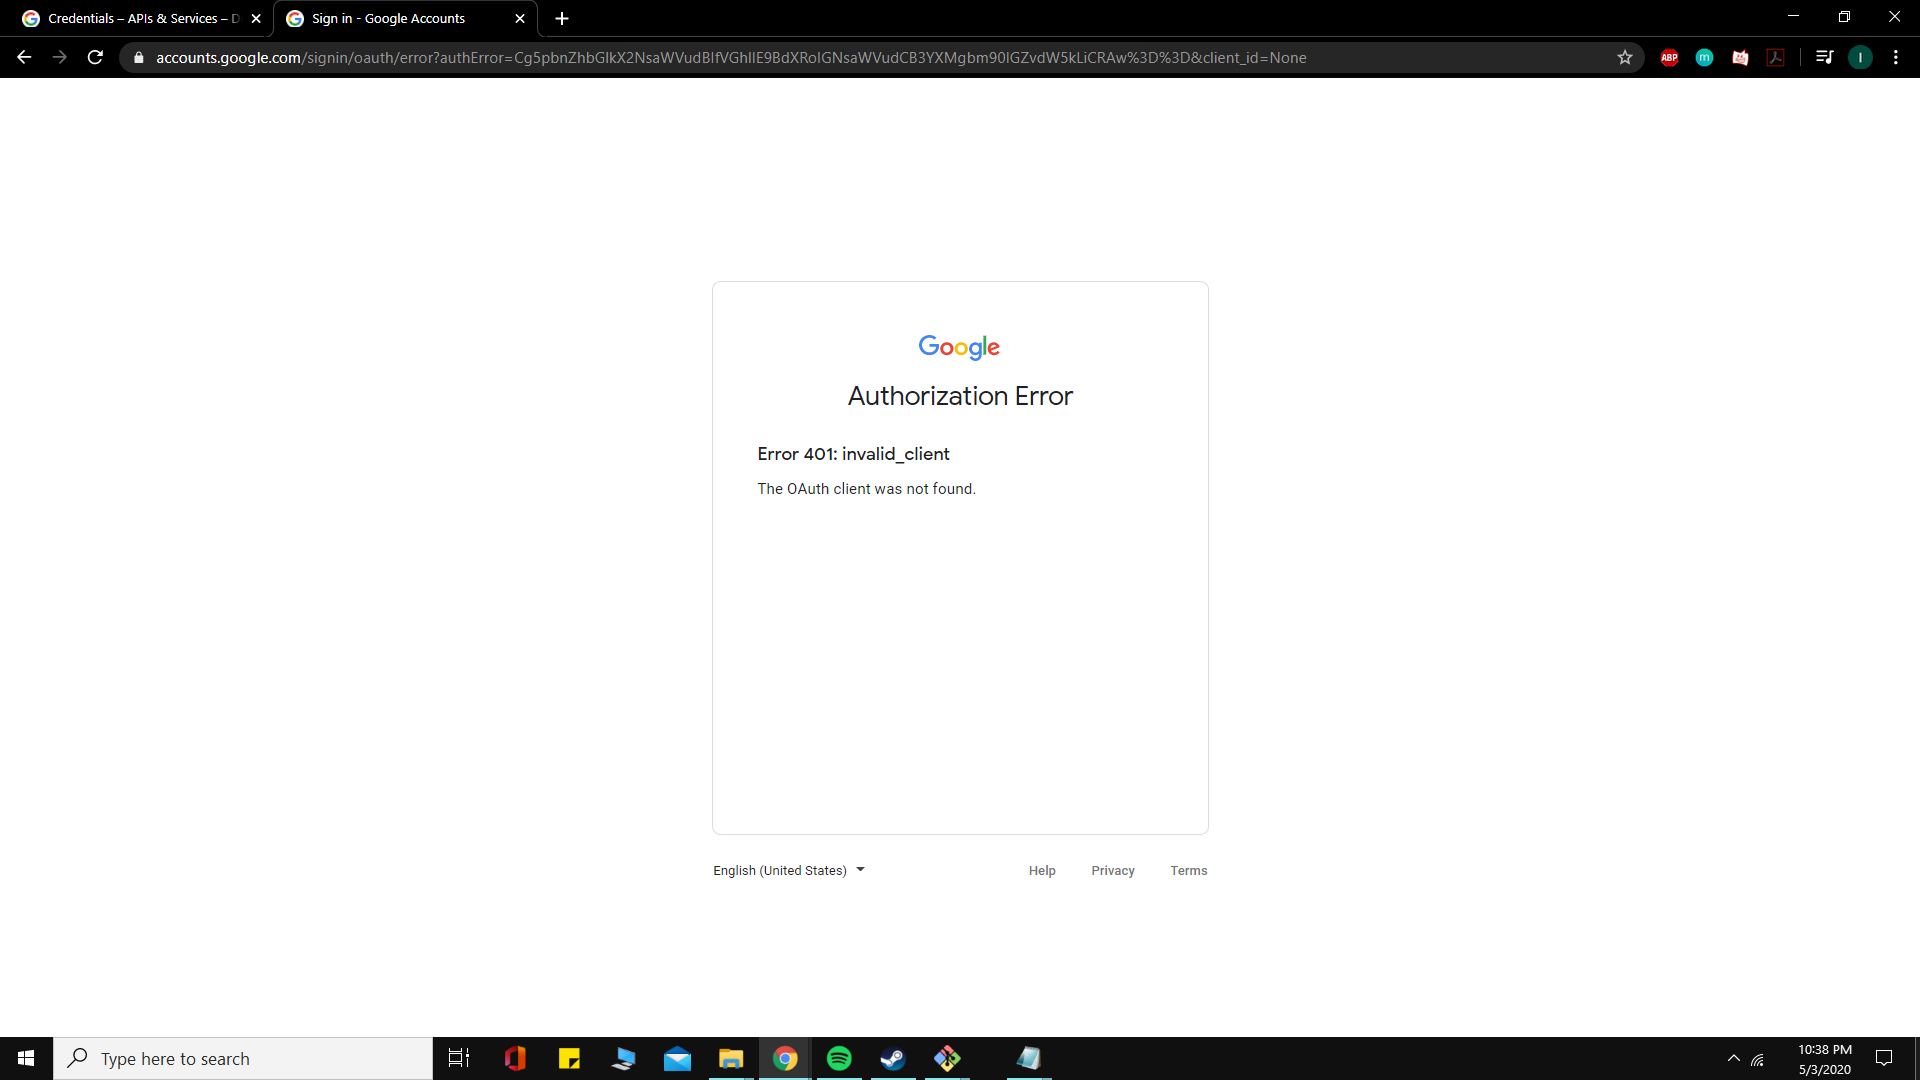 Credentials – APIs & Services – D
Sign in - Google Accounts
accounts.google.com/signin/oauth/error?authError=Cg5pbnZhbGlkX2NsaWVudBIfVGhlIE9BdXRoIGNsaWVudCB3YXMgbm90IGZvdW5kLiCRAw%3D%3D&client_id=None
ABP
m
I
Google
Authorization Error
Error 401: invalid_client
The OAuth client was not found.
English (United States)
Help
Privacy
Terms
Type here to search
10:38 PM
5/3/2020